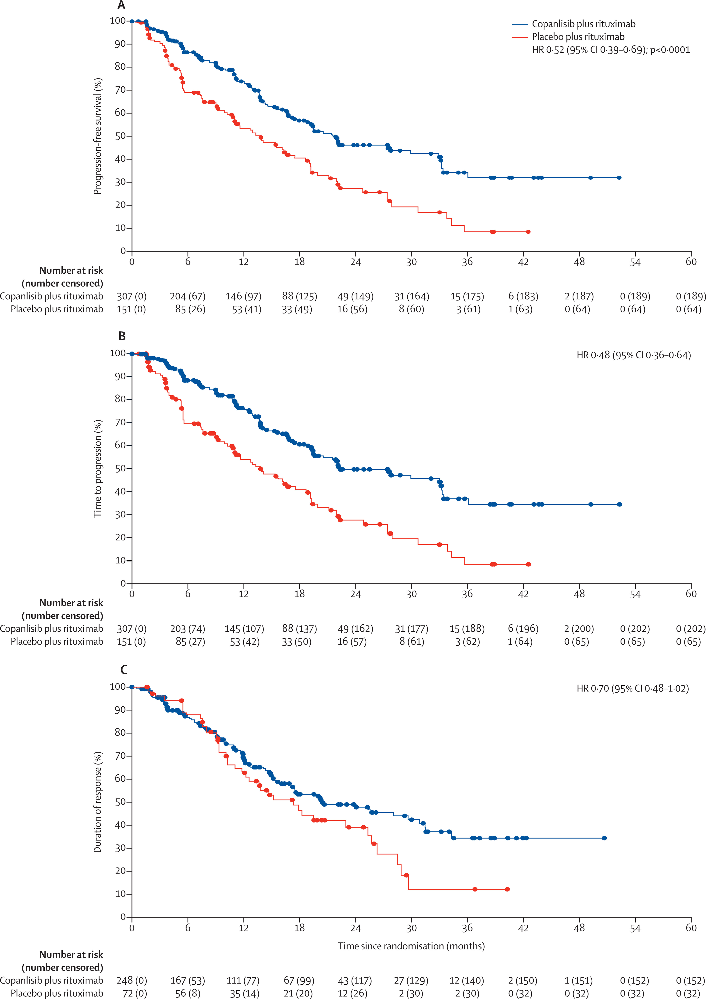 A
Copanlisib plus rituximab
Placebo plus rituximab
HR 0·52 (95% CI 0·39–0·69); p<0·0001
Progression-free survival (%)
100
90
80
70
60
50
40
30
20
10
0
0 6 12 18 24 30 36 42 48 54 60
Number at risk
(number censored)
Copanlisib plus rituximab 307 (0) 204 (67) 146 (97) 88 (125) 49 (149) 31 (164) 15 (175) 6 (183) 2 (187) 0 (189) 0 (189)
Placebo plus rituximab 151 (0) 85 (26) 53 (41) 33 (49) 16 (56) 8 (60) 3 (61) 1 (63) 0 (64) 0 (64) 0 (64)
B
HR 0·48 (95% CI 0·36–0·64)
Time to progression (%)
100
90
80
70
60
50
40
30
20
10
0
0 6 12 18 24 30 36 42 48 54 60
Number at risk
(number censored)
Copanlisib plus rituximab 307 (0) 203 (74) 145 (107) 88 (137) 49 (162) 31 (177) 15 (188) 6 (196) 2 (200) 0 (202) 0 (202)
Placebo plus rituximab 151 (0) 85 (27) 53 (42) 33 (50) 16 (57) 8 (61) 3 (62) 1 (64) 0 (65) 0 (65) 0 (65)
C
HR 0·70 (95% CI 0·48–1·02)
Duration of response (%)
100
90
80
70
60
50
40
30
20
10
0
0 6 12 18 24 30 36 42 48 54 60
Time since randomisation (months)
Number at risk
(number censored)
Copanlisib plus rituximab 248 (0) 167 (53) 111 (77) 67 (99) 43 (117) 27 (129) 12 (140) 2 (150) 1 (151) 0 (152) 0 (152)
Placebo plus rituximab 72 (0) 56 (8) 35 (14) 21 (20) 12 (26) 2 (30) 2 (30) 0 (32) 0 (32) 0 (32) 0 (32)